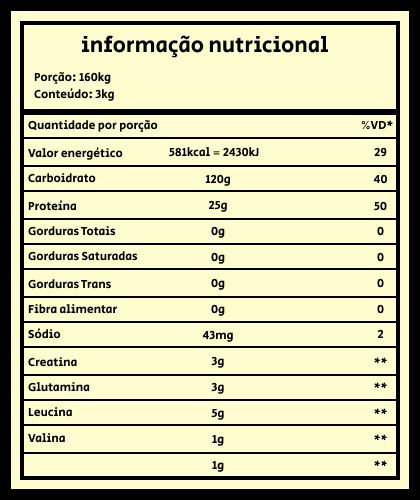 informação nutricional
Porção: 160kg
Conteúdo: 3kg
Quantidade por porção %VD*
Valor energético 581kcal = 2430kJ 29
Carboidrato 120g 40
Proteína 25g 50
Gorduras Totais 0g 0
Gorduras Saturadas 0g 0
Gorduras Trans 0g 0
Fibra alimentar 0g 0
Sódio 43mg 2
Creatina 3g **
Glutamina 3g **
Leucina 5g **
Valina 1g **
1g **